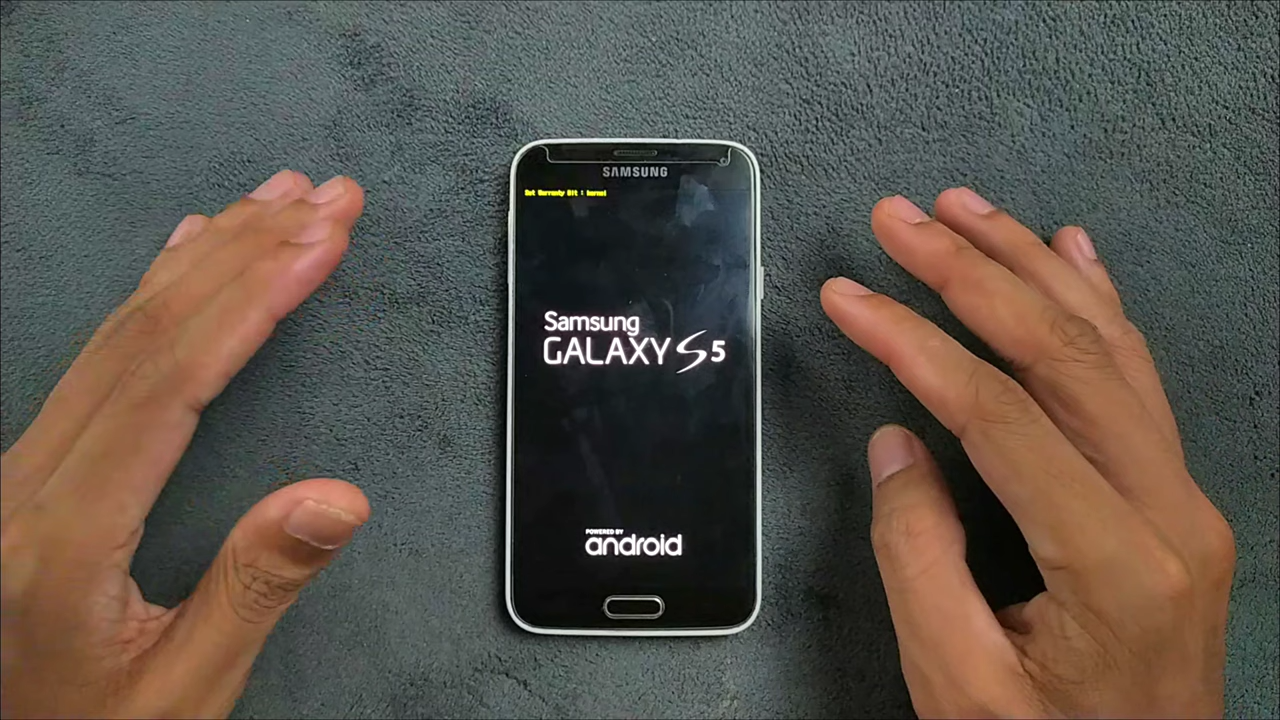 SAMSUNG
Set Warranty Bit : kernel
Samsung
GALAXY S5
POWERED BY
android